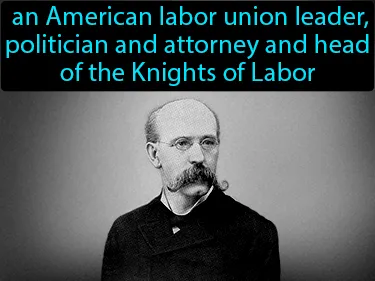 an American labor union leader,
politician and attorney and head
of the Knights of Labor